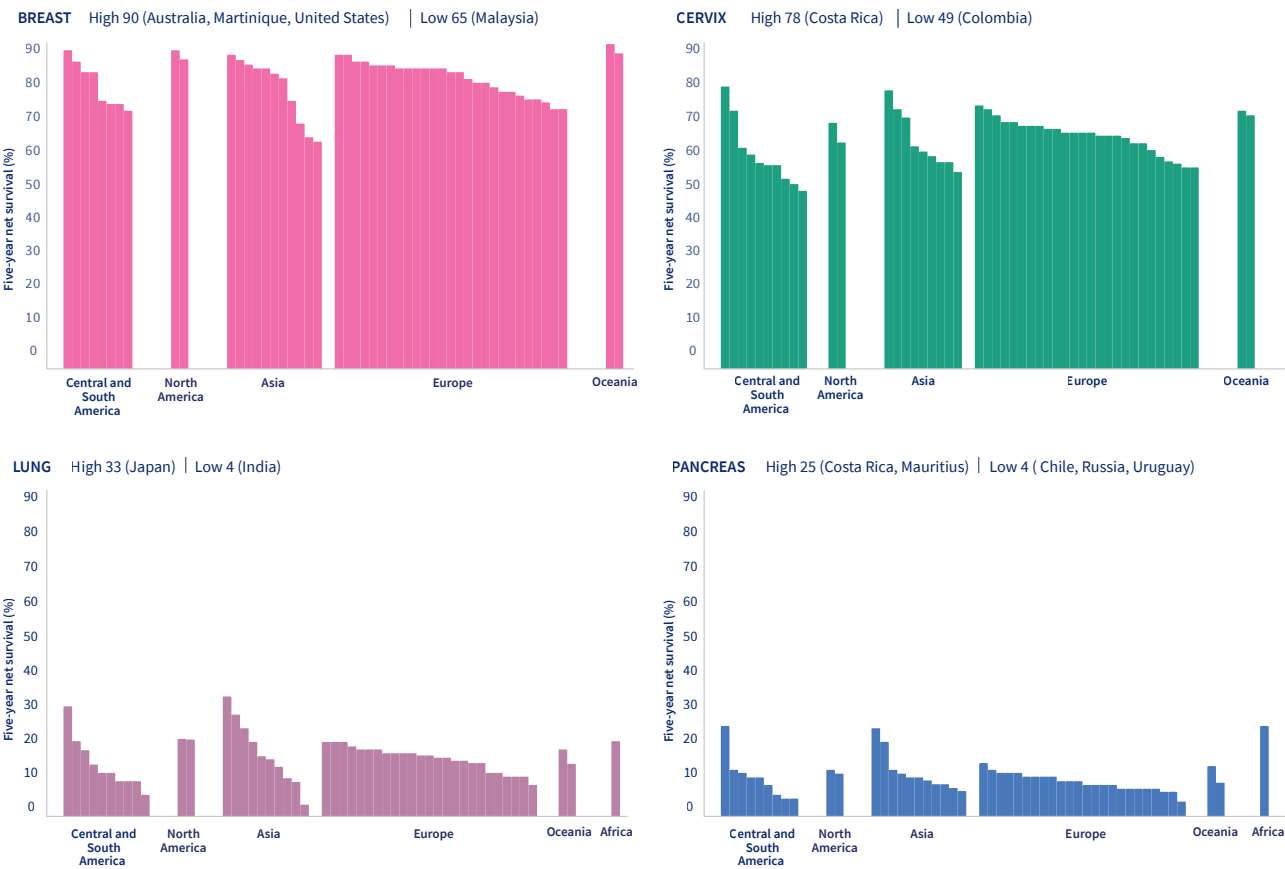 BREAST High 90 (Australia, Martinique, United States) | Low 65 (Malaysia)
Five-year net survival (%)
90
80
70
60
50
40
30
20
10
0
Central and
South
America
North
America
Asia
Europe
Oceania
CERVIX High 78 (Costa Rica) | Low 49 (Colombia)
Five-year net survival (%)
90
80
70
60
50
40
30
20
10
0
Central and
South
America
North
America
Asia
Europe
Oceania
LUNG High 33 (Japan) | Low 4 (India)
Five-year net survival (%)
90
80
70
60
50
40
30
20
10
0
Central and
South
America
North
America
Asia
Europe
Oceania
Africa
PANCREAS High 25 (Costa Rica, Mauritius) | Low 4 ( Chile, Russia, Uruguay)
Five-year net survival (%)
90
80
70
60
50
40
30
20
10
0
Central and
South
America
North
America
Asia
Europe
Oceania
Africa